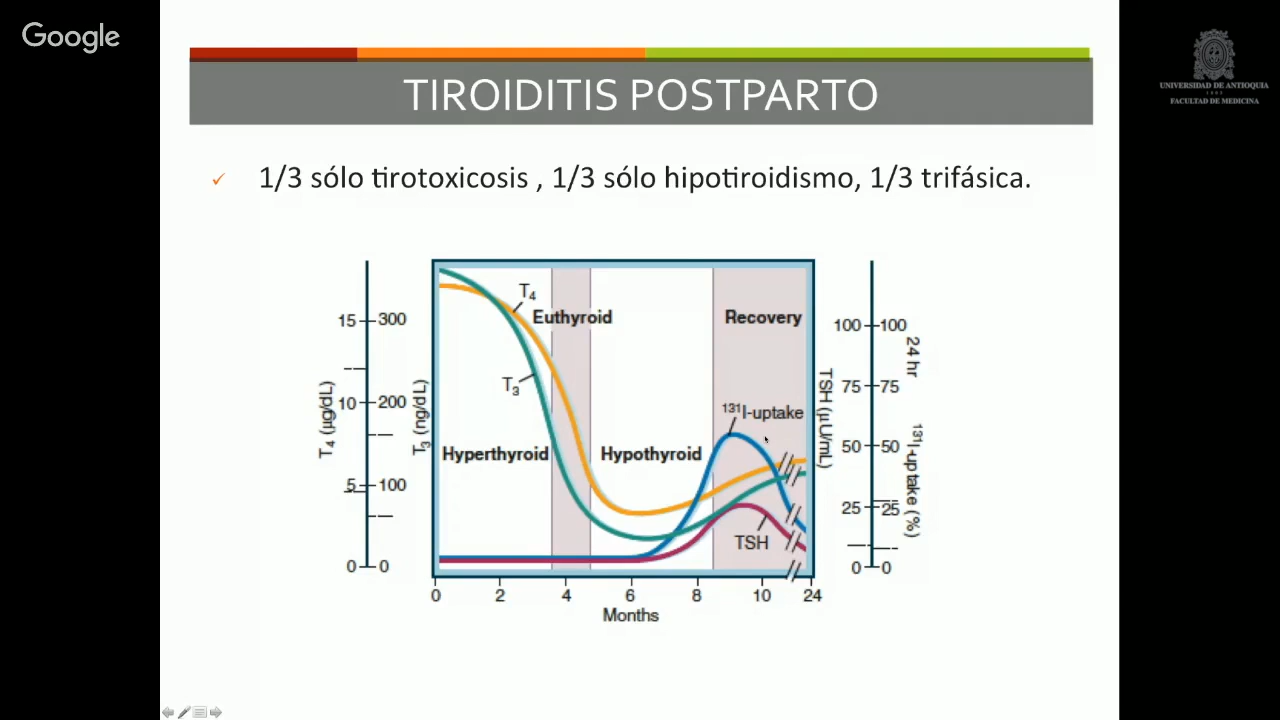 Google
UNIVERSIDAD DE ANTIOQUIA
1803
FACULTAD DE MEDICINA
TIROIDITIS POSTPARTO
1/3 sólo tirotoxicosis , 1/3 sólo hipotiroidismo, 1/3 trifásica.
T4 (µg/dL)
15
10
5
0
T3 (ng/dL)
300
200
100
0
T4
Euthyroid
Recovery
T3
131I-uptake
Hyperthyroid
Hypothyroid
TSH
TSH (µU/mL)
100
75
50
25
0
24 hr 131I-uptake (%)
100
75
50
25
0
0 2 4 6 8 10 24
Months